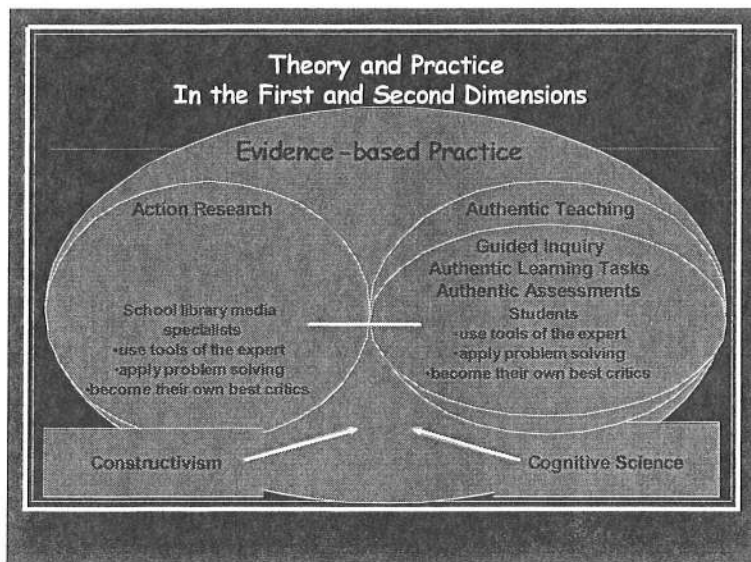 Theory and Practice
In the First and Second Dimensions
Evidence-based Practice
Action Research
School library media
specialists
•use tools of the expert
•apply problem solving
•become their own best critics
Authentic Teaching
Guided Inquiry
Authentic Learning Tasks
Authentic Assessments
Students
•use tools of the expert
•apply problem solving
•become their own best critics
Constructivism
Cognitive Science